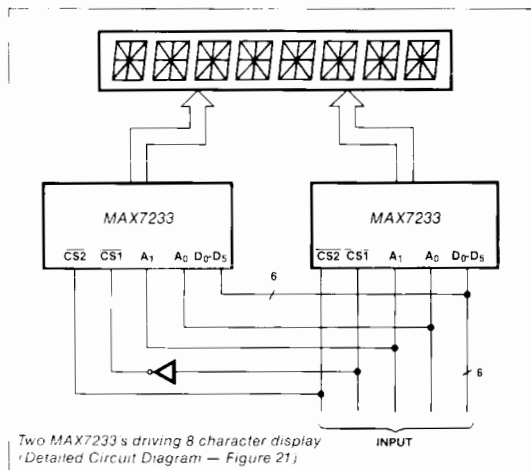 MAX7233
MAX7233
CS2 CS1 A1 A0 D0-D5
CS2 CS1 A1 A0 D0-D5
6
6
Two MAX7233's driving 8 character display
(Detailed Circuit Diagram — Figure 21)
INPUT